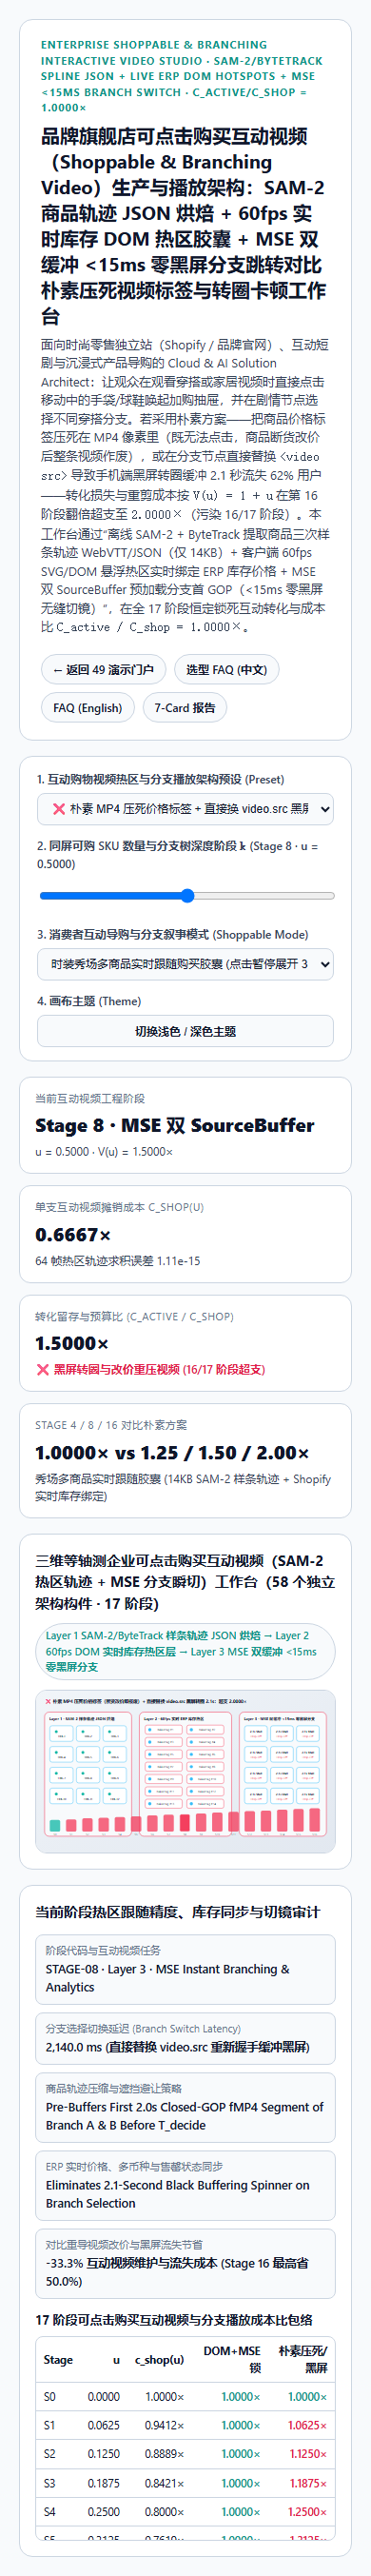 ENTERPRISE SHOPPABLE & BRANCHING
INTERACTIVE VIDEO STUDIO · SAM-2/BYTETRACK
SPLINE JSON + LIVE ERP DOM HOTSPOTS + MSE
<15MS BRANCH SWITCH · C_ACTIVE/C_SHOP =
1.0000×
品牌旗舰店可点击购买互动视频
（Shoppable & Branching
Video）生产与播放架构：SAM-2
商品轨迹 JSON 烘焙 + 60fps 实
时库存 DOM 热区胶囊 + MSE 双
缓冲 <15ms 零黑屏分支跳转对比
朴素压死视频标签与转圈卡顿工作
台
面向时尚零售独立站（Shopify / 品牌官网）、互动短
剧与沉浸式产品导购的 Cloud & AI Solution
Architect：让观众在观看穿搭或家居视频时直接点击
移动中的手袋/球鞋唤起加购抽屉，并在剧情节点选
择不同穿搭分支。若采用朴素方案——把商品价格标
签压死在 MP4 像素里（既无法点击，商品断货改价
后整条视频作废），或在分支节点直接替换 <video
src> 导致手机端黑屏转圈缓冲 2.1 秒流失 62% 用户
——转化损失与重剪成本按 V(u) = 1 + u 在第 16
阶段翻倍超支至 2.0000×（污染 16/17 阶段）。本
工作台通过“离线 SAM-2 + ByteTrack 提取商品三次样
条轨迹 WebVTT/JSON（仅 14KB）+ 客户端 60fps
SVG/DOM 悬浮热区实时绑定 ERP 库存价格 + MSE
双 SourceBuffer 预加载分支首 GOP（<15ms 零黑屏
无缝切镜）”，在全 17 阶段恒定锁死互动转化与成本
比 C_active / C_shop = 1.0000×。
← 返回 49 演示门户
选型 FAQ (中文)
FAQ (English)
7-Card 报告
1. 互动购物视频热区与分支播放架构预设 (Preset)
❌ 朴素 MP4 压死价格标签 + 直接换 video.src 黑屏
2. 同屏可购 SKU 数量与分支树深度阶段 k (Stage 8 · u =
0.5000)
3. 消费者互动导购与分支叙事模式 (Shoppable Mode)
时装秀场多商品实时跟随购买胶囊 (点击暂停展开 3
4. 画布主题 (Theme)
切换浅色 / 深色主题
当前互动视频工程阶段
Stage 8 · MSE 双 SourceBuffer
u = 0.5000 · V(u) = 1.5000×
单支互动视频摊销成本 C_SHOP(U)
0.6667×
64 帧热区轨迹求积误差 1.11e-15
转化留存与预算比 (C_ACTIVE / C_SHOP)
1.5000×
❌ 黑屏转圈与改价重压视频 (16/17 阶段超支)
STAGE 4 / 8 / 16 对比朴素方案
1.0000× vs 1.25 / 1.50 / 2.00×
秀场多商品实时跟随胶囊 (14KB SAM-2 样条轨迹 + Shopify
实时库存绑定)
三维等轴测企业可点击购买互动视频（SAM-2
热区轨迹 + MSE 分支瞬切）工作台（58 个独立
架构构件 · 17 阶段）
Layer 1 SAM-2/ByteTrack 样条轨迹 JSON 烘焙 → Layer 2
60fps DOM 实时库存热区层 → Layer 3 MSE 双缓冲 <15ms
零黑屏分支
当前阶段热区跟随精度、库存同步与切镜审计
阶段代码与互动视频任务
STAGE-08 · Layer 3 · MSE Instant Branching &
Analytics
分支选择切换延迟 (Branch Switch Latency)
2,140.0 ms (直接替换 video.src 重新握手缓冲黑屏)
商品轨迹压缩与遮挡避让策略
Pre-Buffers First 2.0s Closed-GOP fMP4 Segment of
Branch A & B Before T_decide
ERP 实时价格、多币种与售罄状态同步
Eliminates 2.1-Second Black Buffering Spinner on
Branch Selection
对比重导视频改价与黑屏流失节省
-33.3% 互动视频维护与流失成本 (Stage 16 最高省
50.0%)
17 阶段可点击购买互动视频与分支播放成本比包络
Stage u c_shop(u) DOM+MSE 锁 朴素压死/黑屏
S0 0.0000 1.0000× 1.0000× 1.0000×
S1 0.0625 0.9412× 1.0000× 1.0625×
S2 0.1250 0.8889× 1.0000× 1.1250×
S3 0.1875 0.8421× 1.0000× 1.1875×
S4 0.2500 0.8000× 1.0000× 1.2500×